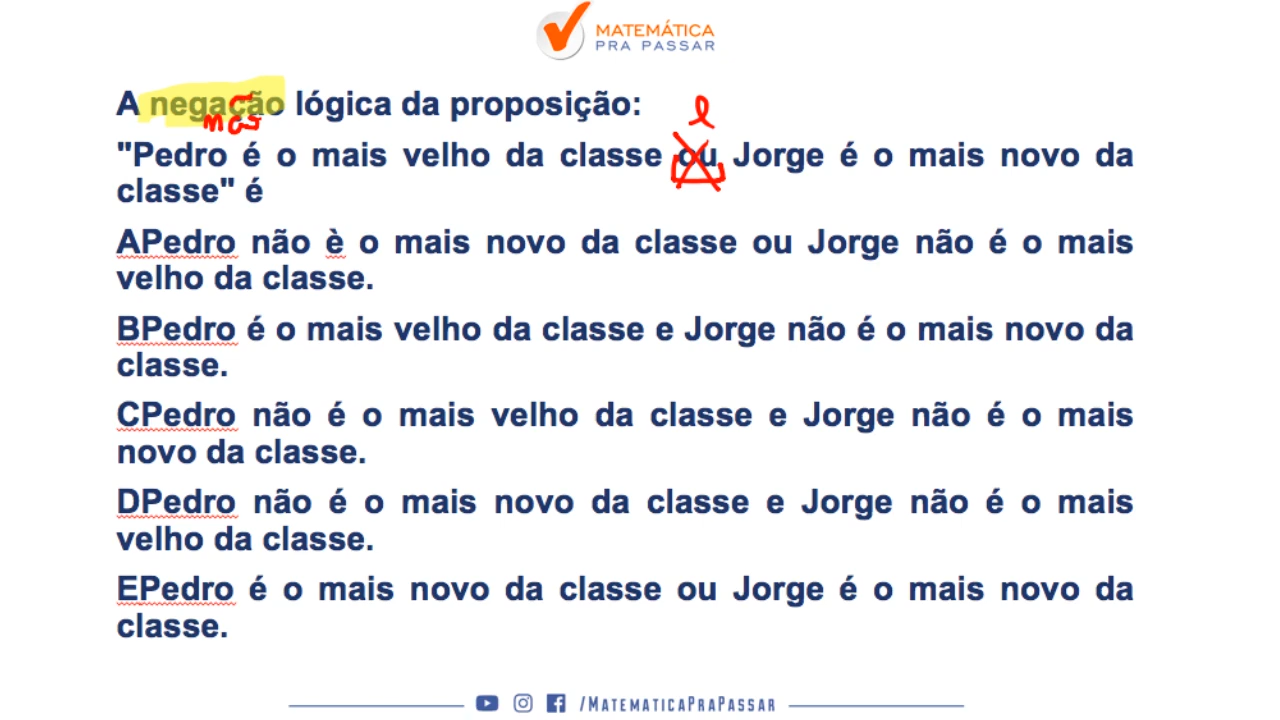 MATEMÁTICA
PRA PASSAR
A negação lógica da proposição:
não
e
"Pedro é o mais velho da classe ou Jorge é o mais novo da
classe" é
APedro não è o mais novo da classe ou Jorge não é o mais
velho da classe.
BPedro é o mais velho da classe e Jorge não é o mais novo da
classe.
CPedro não é o mais velho da classe e Jorge não é o mais
novo da classe.
DPedro não é o mais novo da classe e Jorge não é o mais
velho da classe.
EPedro é o mais novo da classe ou Jorge é o mais novo da
classe.
/MATEMATICAPRAPASSAR